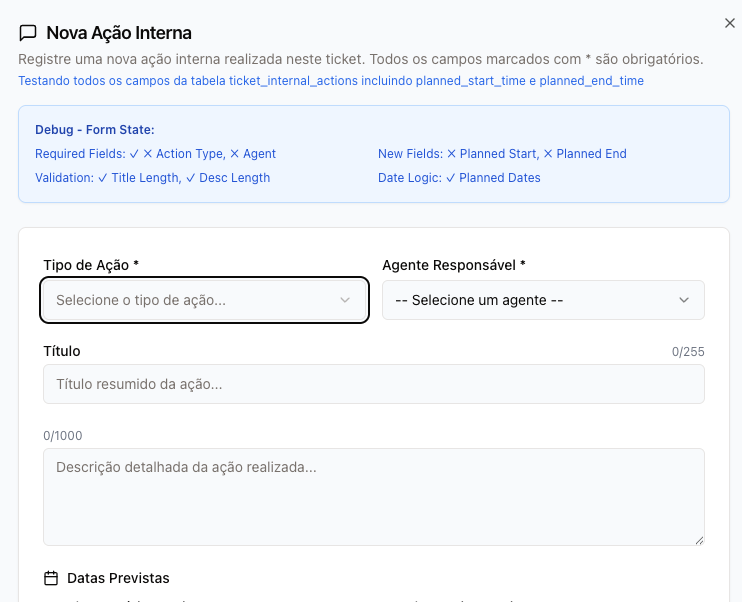 Nova Ação Interna
Registre uma nova ação interna realizada neste ticket. Todos os campos marcados com * são obrigatórios.
Testando todos os campos da tabela ticket_internal_actions incluindo planned_start_time e planned_end_time
Debug - Form State:
Required Fields: ✓ ✕ Action Type, ✕ Agent
New Fields: ✕ Planned Start, ✕ Planned End
Validation: ✓ Title Length, ✓ Desc Length
Date Logic: ✓ Planned Dates
Tipo de Ação *
Agente Responsável *
Selecione o tipo de ação...
-- Selecione um agente --
Título
0/255
Título resumido da ação...
0/1000
Descrição detalhada da ação realizada...
Datas Previstas